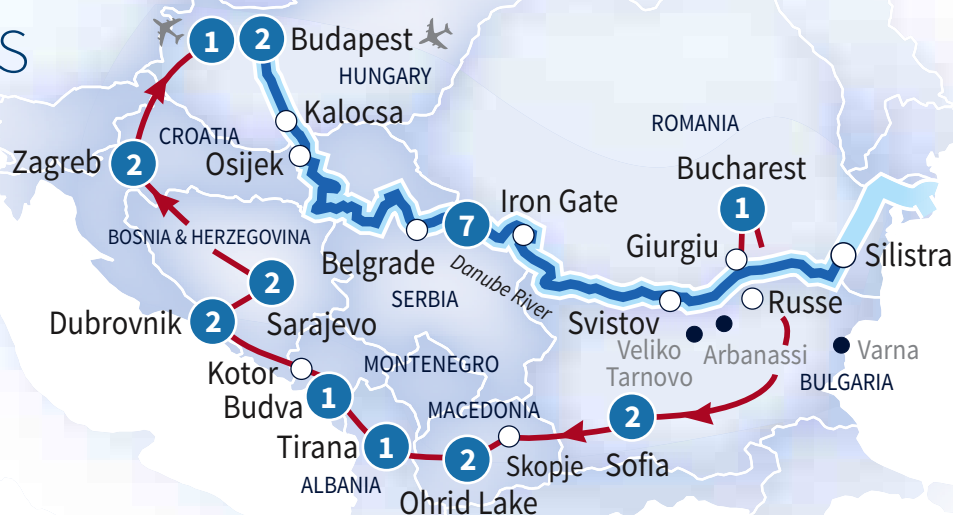 S
1
2
Budapest
HUNGARY
Kalocsa
ROMANIA
CROATIA
Osijek
Zagreb
2
Bucharest
1
Iron Gate
7
BOSNIA & HERZEGOVINA
Giurgiu
Silistra
Belgrade
Danube River
2
SERBIA
Russe
Dubrovnik
2
Sarajevo
Svistov
Veliko
Tarnovo
Arbanassi
Varna
MONTENEGRO
BULGARIA
Kotor
Budva
1
MACEDONIA
2
Tirana
1
2
Skopje
Sofia
ALBANIA
Ohrid Lake